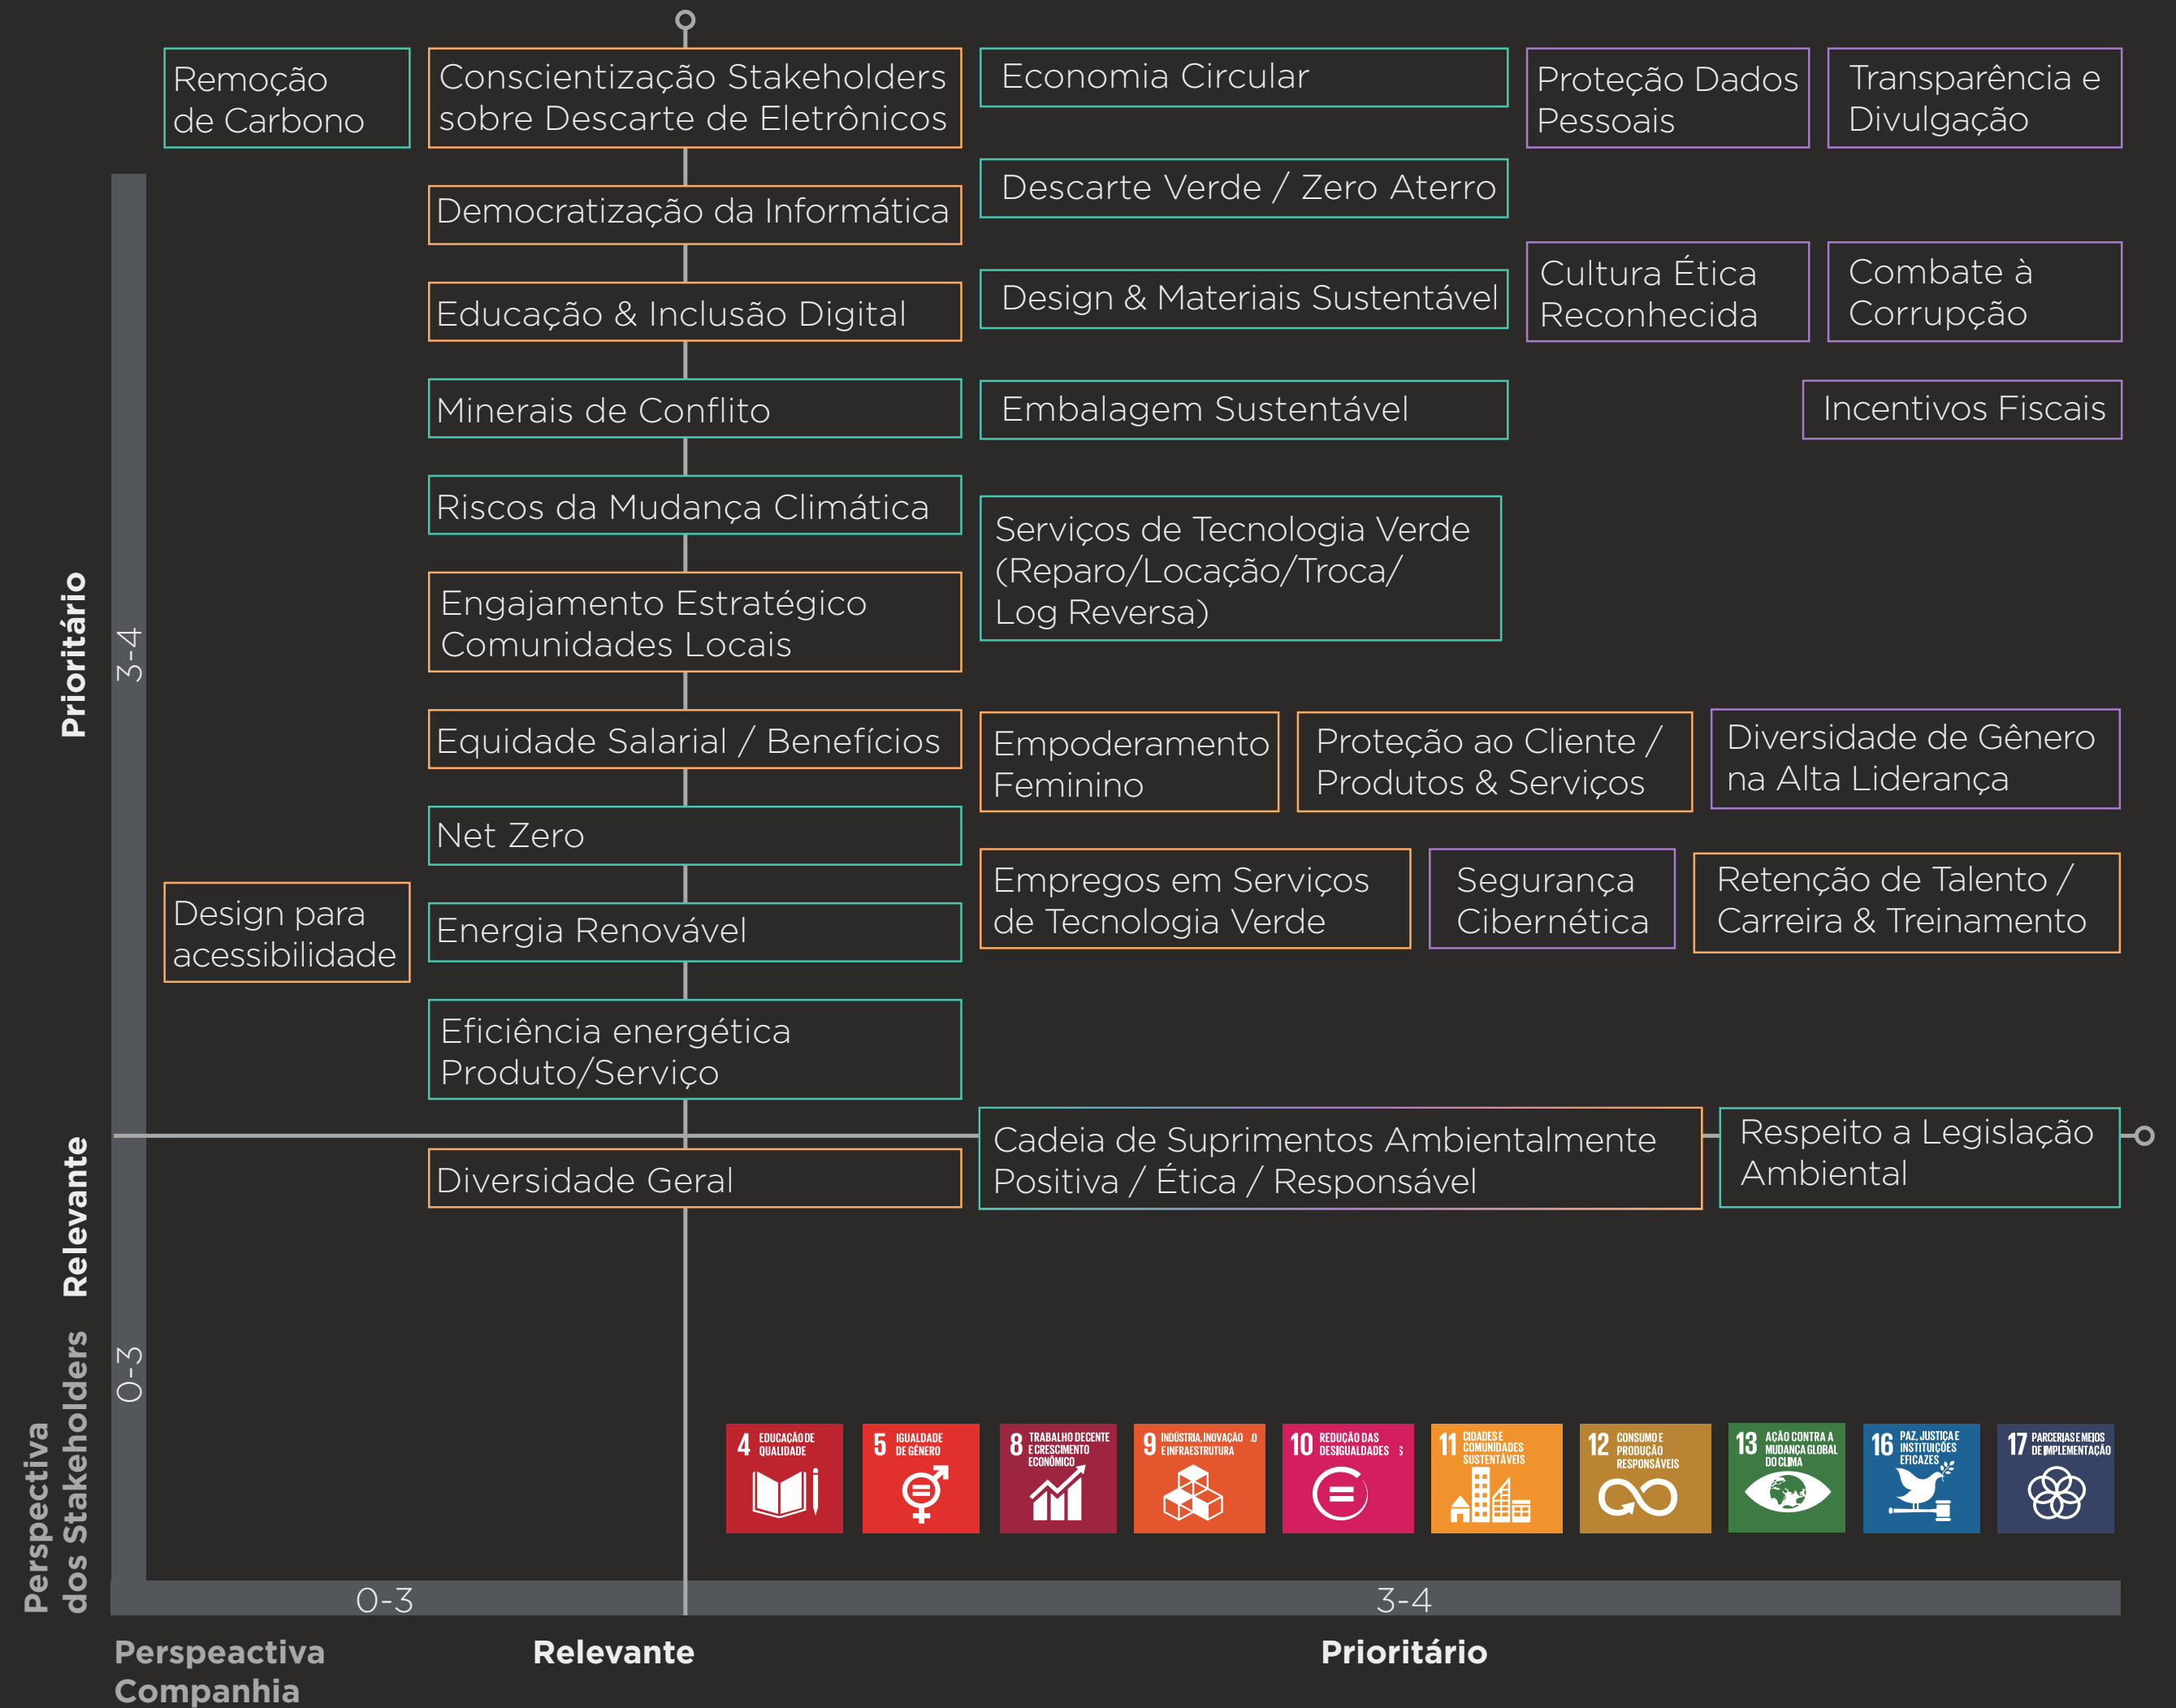 Remoção
de Carbono
Conscientização Stakeholders
sobre Descarte de Eletrônicos
Economia Circular
Proteção Dados
Pessoais
Transparência e
Divulgação
Descarte Verde / Zero Aterro
Democratização da Informática
Cultura Ética
Reconhecida
Combate à
Corrupção
Design & Materiais Sustentável
Educação & Inclusão Digital
Minerais de Conflito
Embalagem Sustentável
Incentivos Fiscais
Riscos da Mudança Climática
Serviços de Tecnologia Verde
(Reparo/Locação/Troca/
Log Reversa)
Engajamento Estratégico
Comunidades Locais
Prioritário
3-4
Equidade Salarial / Benefícios
Empoderamento
Feminino
Proteção ao Cliente /
Produtos & Serviços
Diversidade de Gênero
na Alta Liderança
Net Zero
Empregos em Serviços
de Tecnologia Verde
Segurança
Cibernética
Retenção de Talento /
Carreira & Treinamento
Design para
acessibilidade
Energia Renovável
Eficiência energética
Produto/Serviço
Cadeia de Suprimentos Ambientalmente
Positiva / Ética / Responsável
Respeito a Legislação
Ambiental
Diversidade Geral
Relevante
0-3
Perspectiva
dos Stakeholders
4 EDUCAÇÃO DE
QUALIDADE
5 IGUALDADE
DE GÊNERO
8 TRABALHO DECENTE
E CRESCIMENTO
ECONÔMICO
9 INDÚSTRIA, INOVAÇÃO .O
E INFRAESTRUTURA
10 REDUÇÃO DAS
DESIGUALDADES S
11 CIDADES E
COMUNIDADES
SUSTENTÁVEIS
12 CONSUMO E
PRODUÇÃO
RESPONSÁVEIS
13 AÇÃO CONTRA A
MUDANÇA GLOBAL
DO CLIMA
16 PAZ, JUSTIÇA E
INSTITUIÇÕES
EFICAZES
17 PARCERIAS E MEIOS
DE IMPLEMENTAÇÃO
0-3
3-4
Perspeactiva
Companhia
Relevante
Prioritário